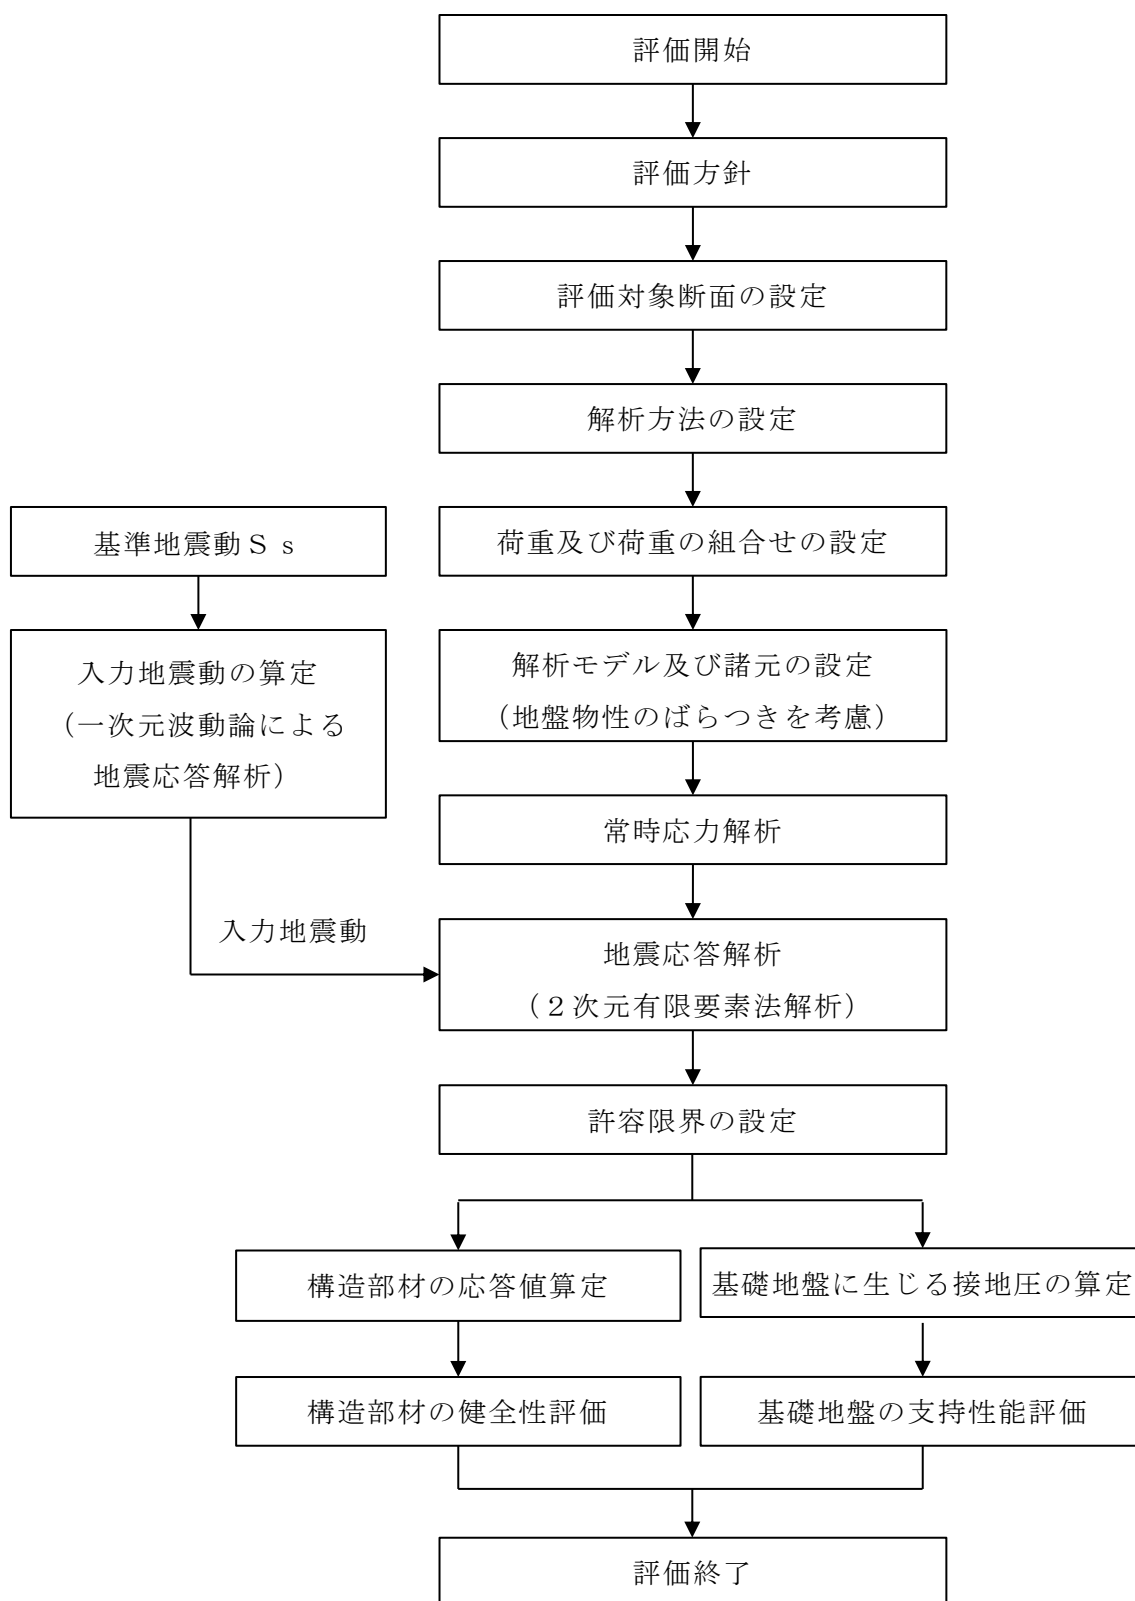 評価開始
評価方針
評価対象断面の設定
解析方法の設定
荷重及び荷重の組合せの設定
基準地震動Ｓｓ
入力地震動の算定
（一次元波動論による
地震応答解析）
解析モデル及び諸元の設定
（地盤物性のばらつきを考慮）
常時応力解析
入力地震動
地震応答解析
（２次元有限要素法解析）
許容限界の設定
構造部材の応答値算定
基礎地盤に生じる接地圧の算定
構造部材の健全性評価
基礎地盤の支持性能評価
評価終了